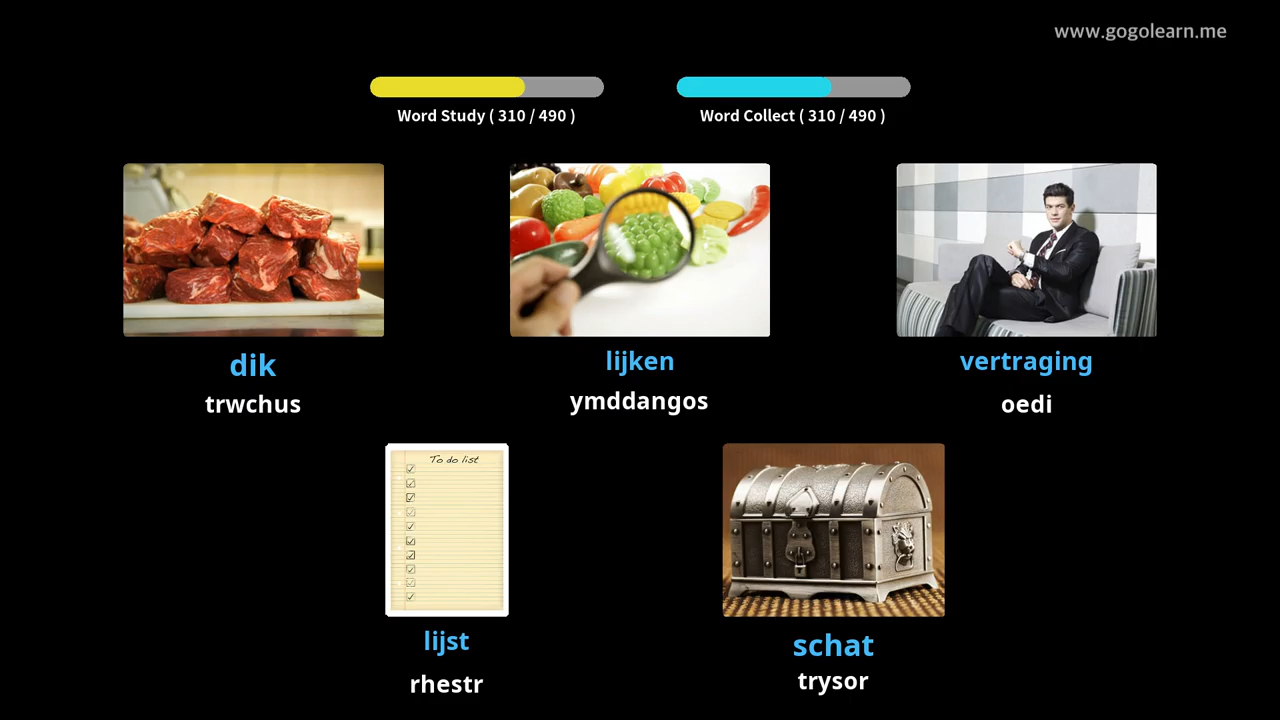 www.gogolearn.me
Word Study ( 310 / 490 )
Word Collect ( 310 / 490 )
dik
trwchus
lijken
ymddangos
vertraging
oedi
To do list
lijst
rhestr
schat
trysor